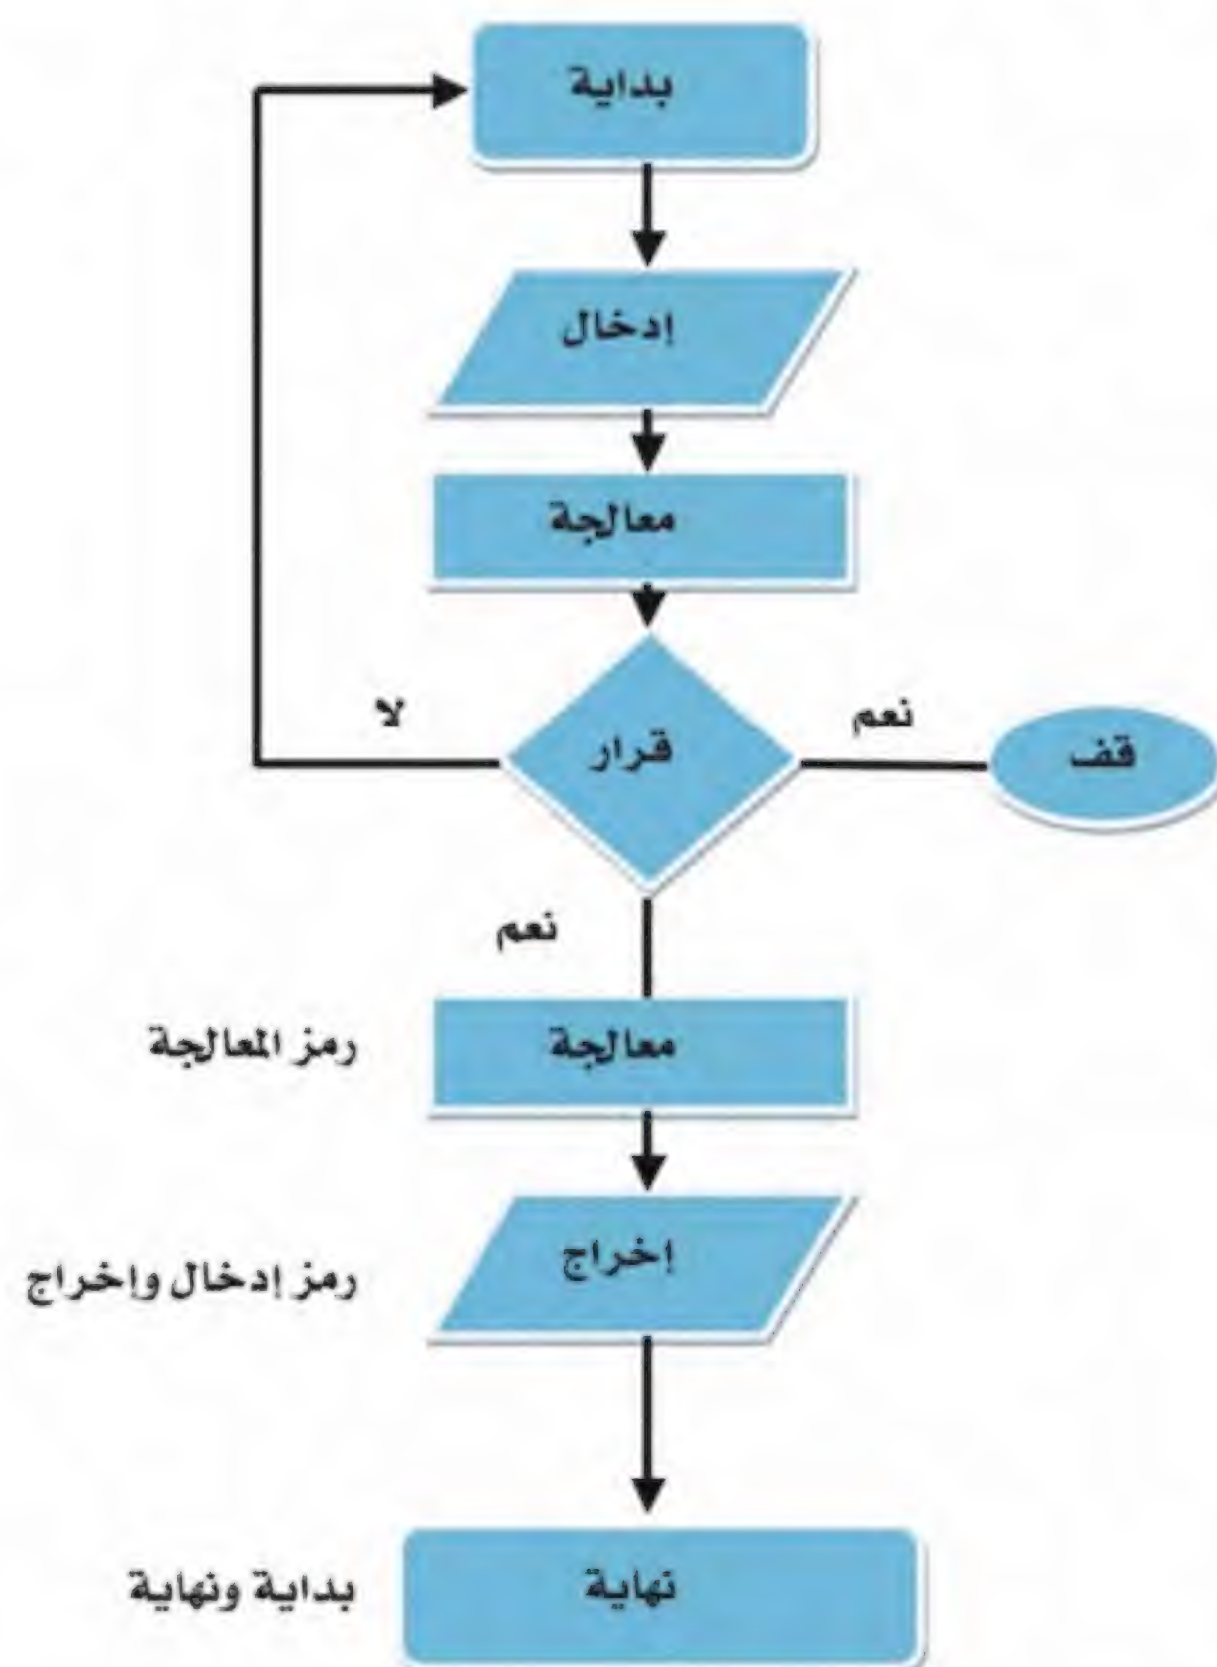 بداية
إدخال
معالجة
لا
نعم
قرار
قف
نعم
معالجة
رمز المعالجة
إخراج
رمز إدخال وإخراج
نهاية
بداية ونهاية